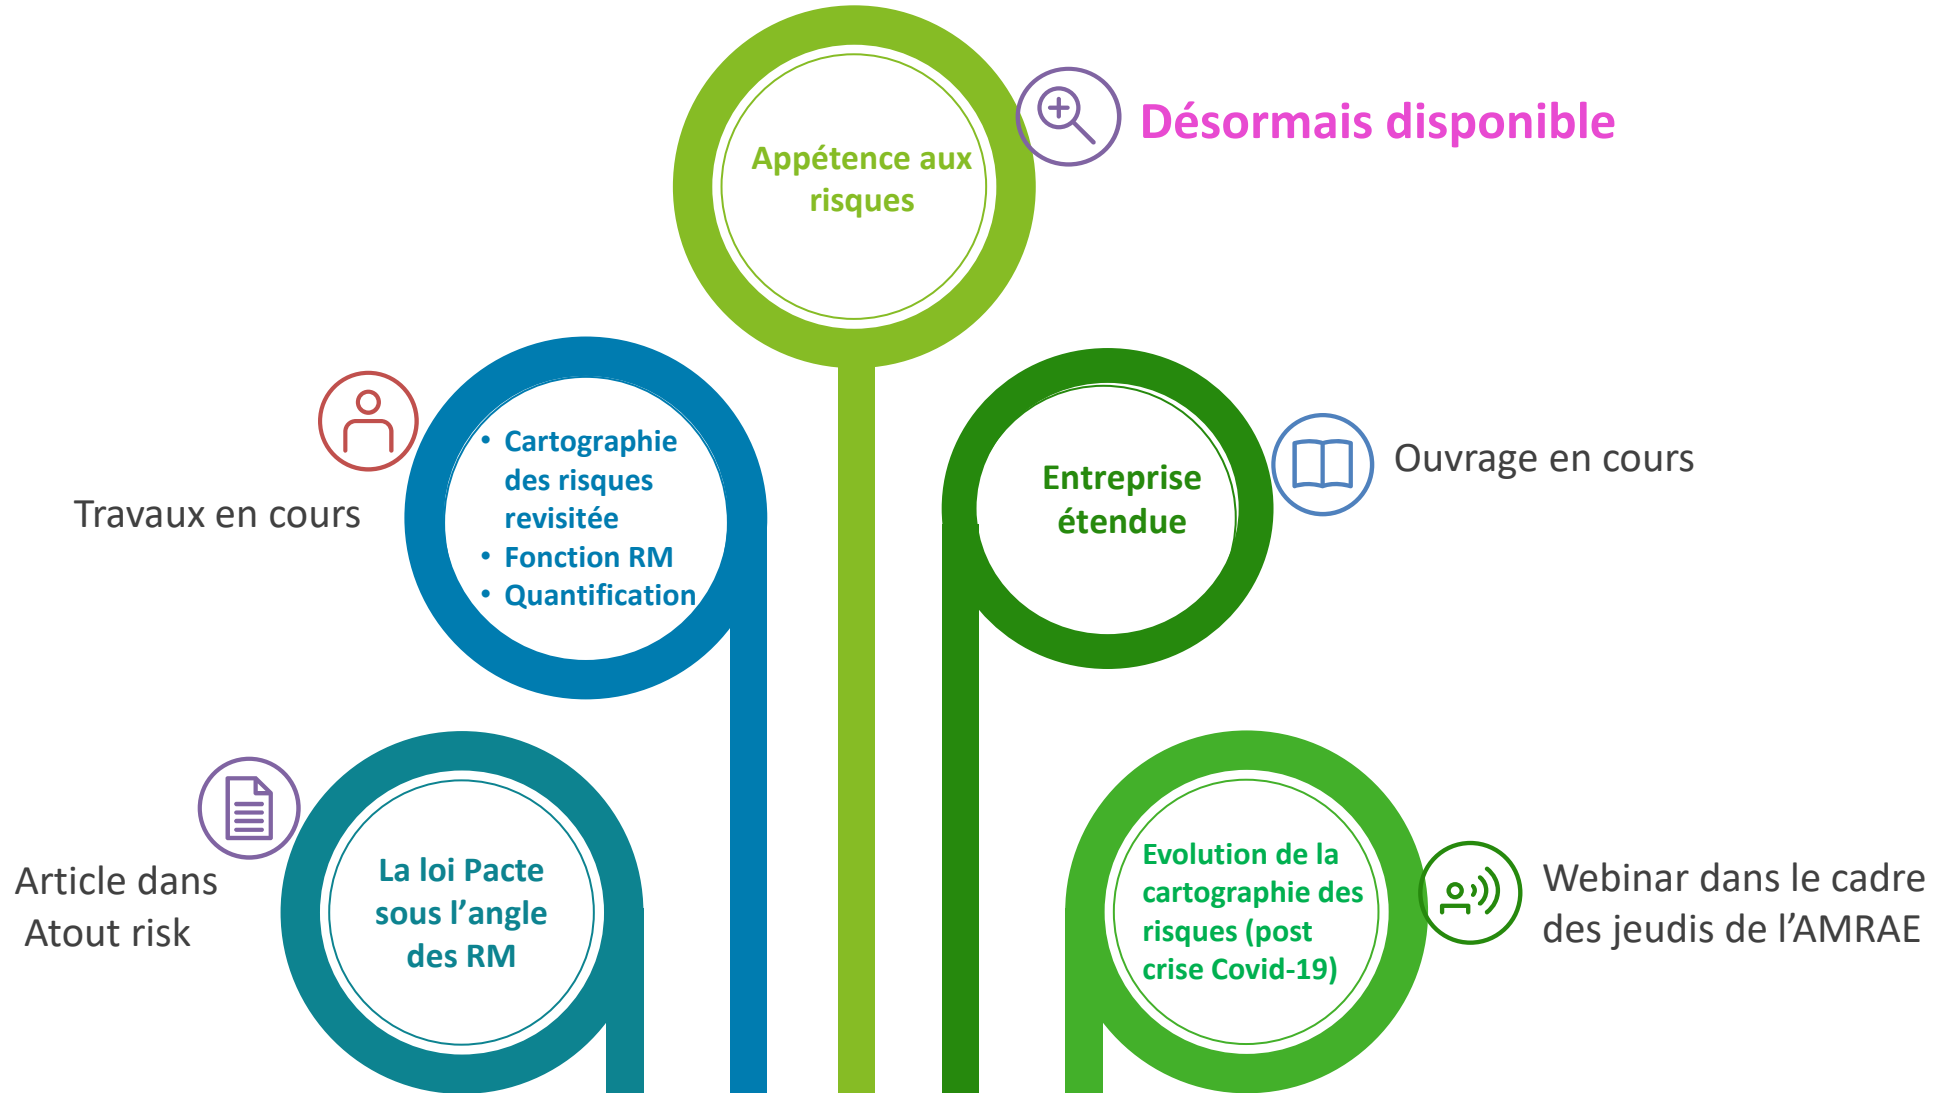 Appétence aux
risques
Désormais disponible
Travaux en cours
• Cartographie
des risques
revisitée
• Fonction RM
• Quantification
Entreprise
étendue
Ouvrage en cours
Article dans
Atout risk
La loi Pacte
sous l’angle
des RM
Evolution de la
cartographie des
risques (post
crise Covid-19)
Webinar dans le cadre
des jeudis de l’AMRAE